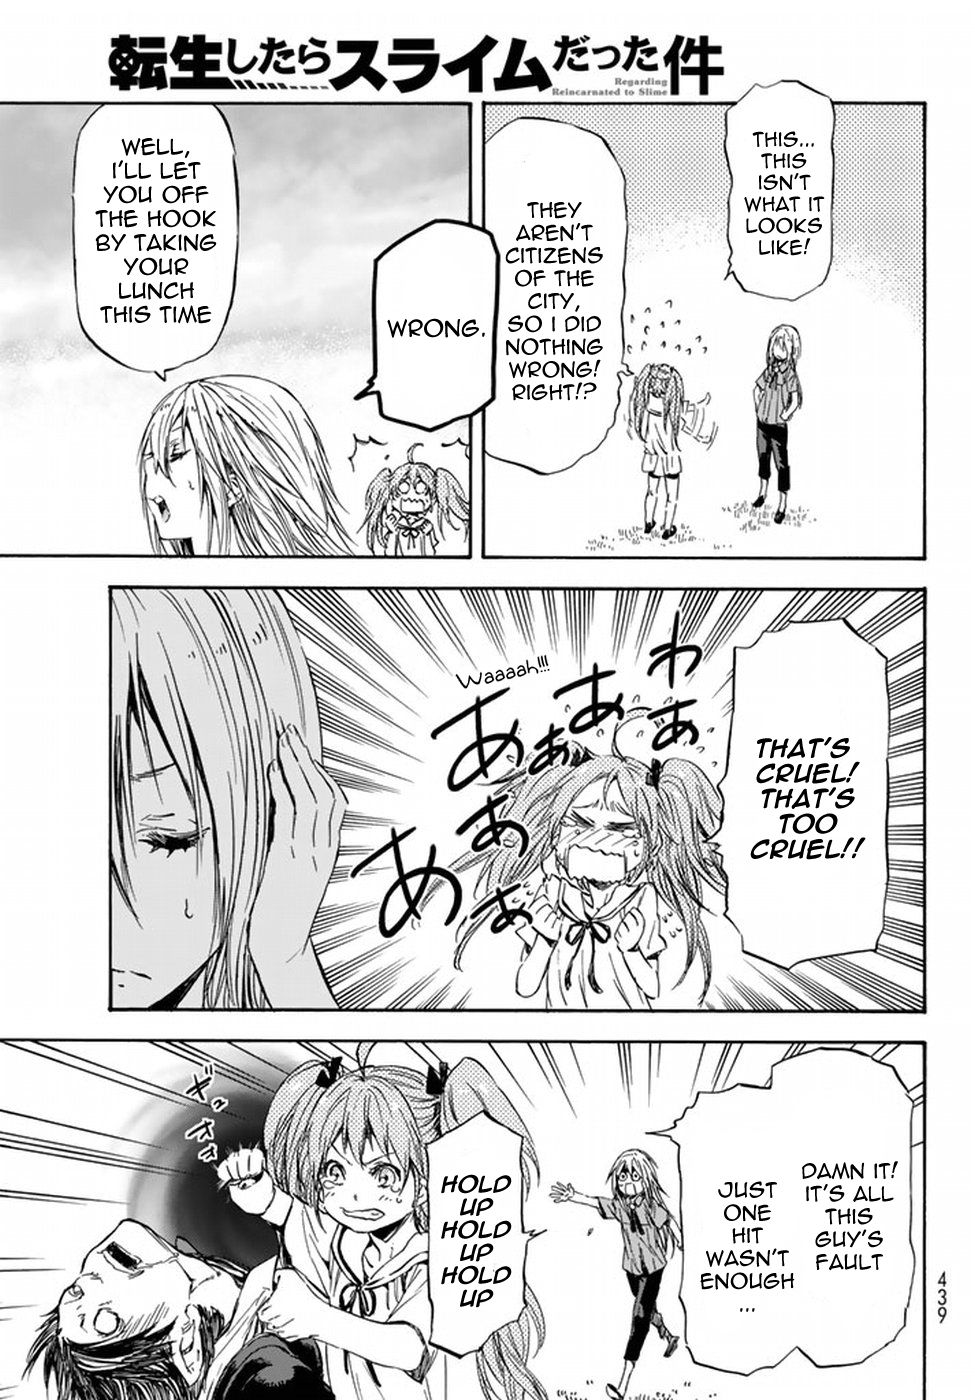 転生したらスライムだった件
Regarding
Reincarnated to Slime
THIS...
THIS
ISN'T
WHAT IT
LOOKS
LIKE!
THEY
AREN'T
CITIZENS
OF THE
CITY,
SO I DID
NOTHING
WRONG!
RIGHT!?
WRONG.
WELL,
I'LL LET
YOU OFF
THE HOOK
BY TAKING
YOUR
LUNCH
THIS TIME
THAT'S
CRUEL!
THAT'S
TOO
CRUEL!!
Waaaah!!!
わぁ
あぁ
あぁ
あぁ
あぁ
DAMN IT!
IT'S ALL
THIS
GUY'S
FAULT
JUST
ONE
HIT
WASN'T
ENOUGH
...
HOLD
UP
HOLD
UP
HOLD
UP
439